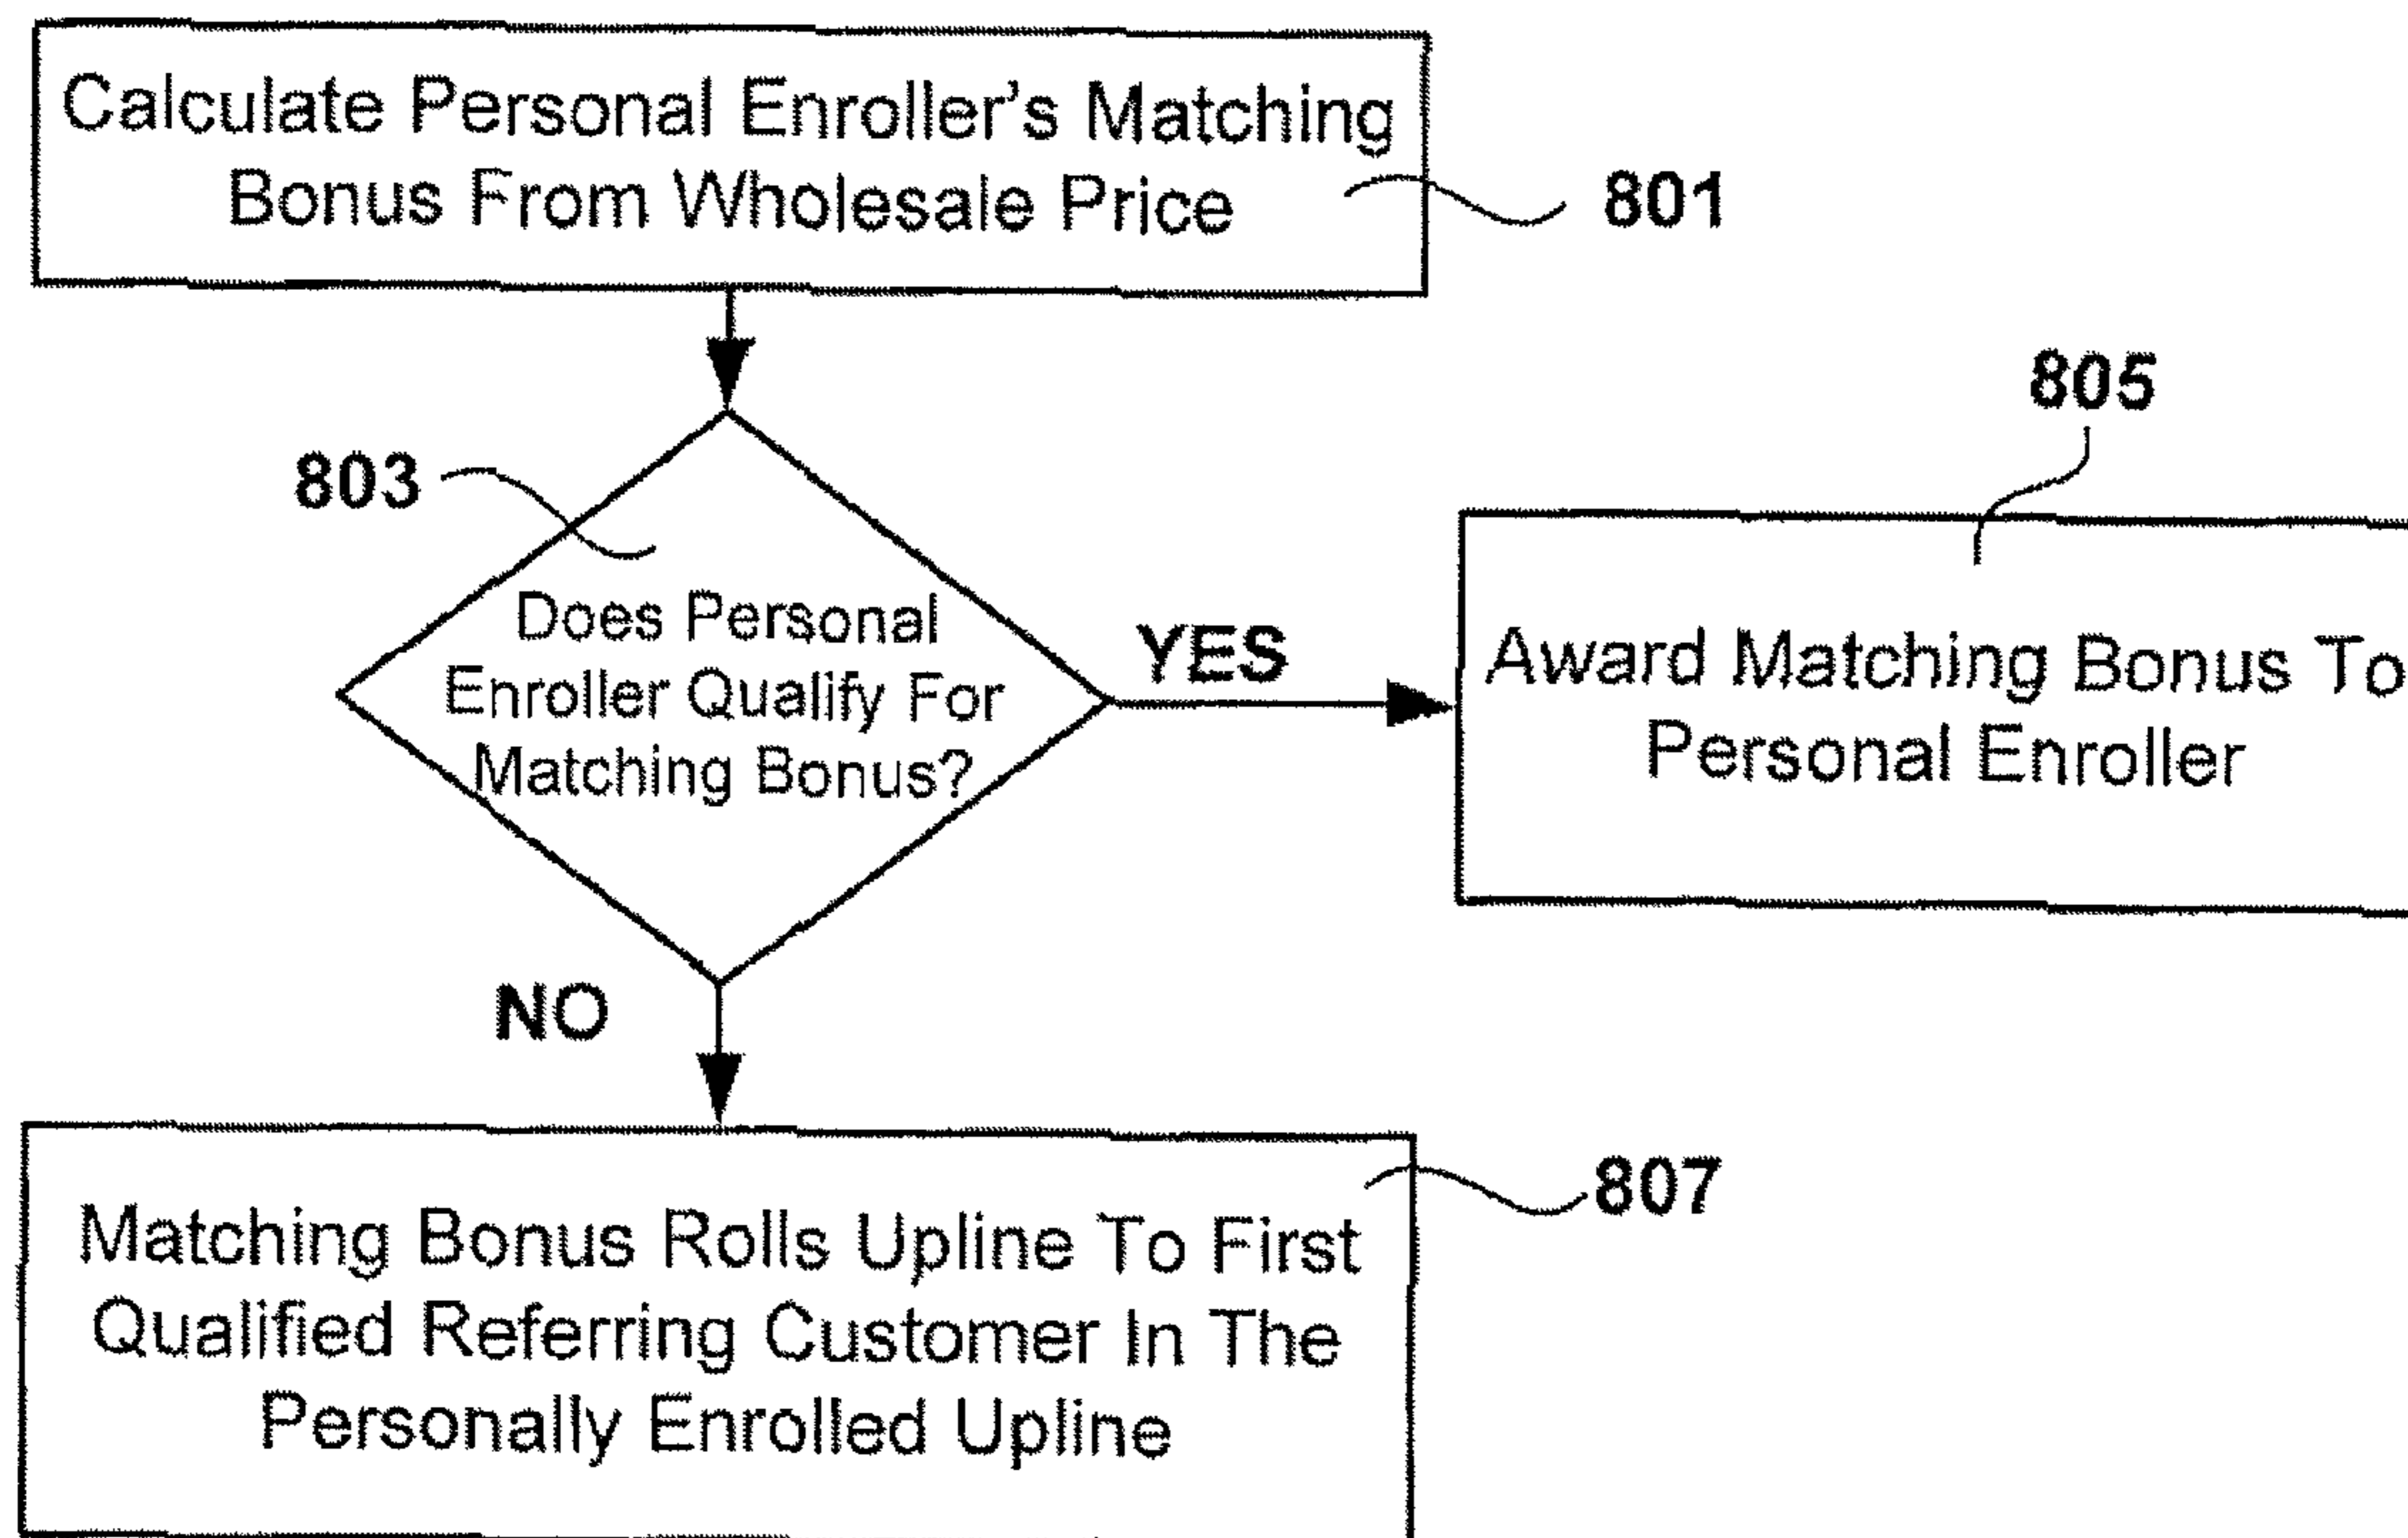 Calculate Personal Enroller's Matching
Bonus From Wholesale Price
801
803
805
Does Personal
Enroller Qualify For
Matching Bonus?
YES
Award Matching Bonus To
Personal Enroller
NO
807
Matching Bonus Rolls Upline To First
Qualified Referring Customer In The
Personally Enrolled Upline